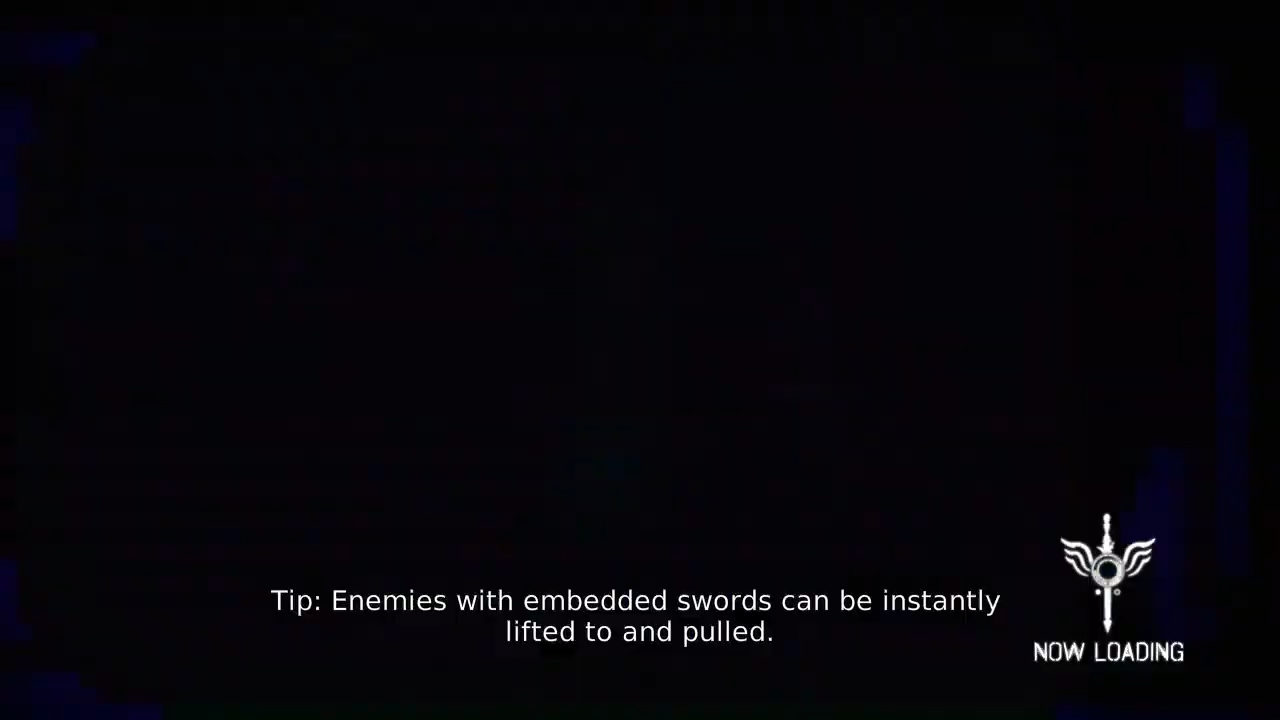 Tip: Enemies with embedded swords can be instantly
lifted to and pulled.
NOW LOADING